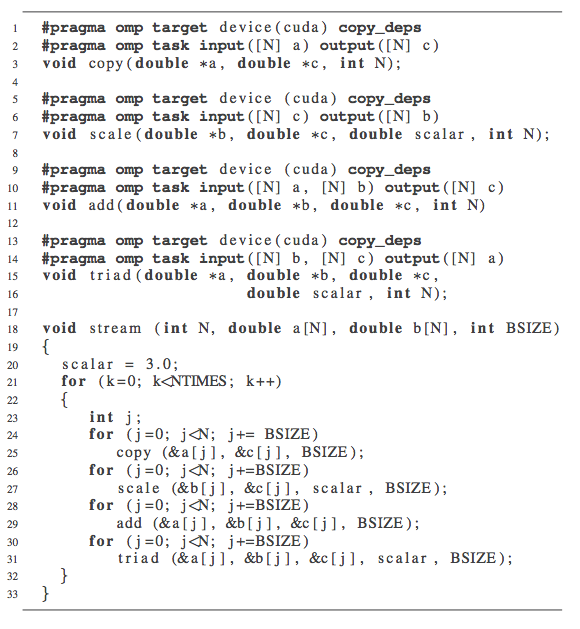 1 #pragma omp target device(cuda) copy_deps
2 #pragma omp task input([N] a) output([N] c)
3 void copy(double *a, double *c, int N);
4
5 #pragma omp target device (cuda) copy_deps
6 #pragma omp task input([N] c) output([N] b)
7 void scale(double *b, double *c, double scalar, int N);
8
9 #pragma omp target device (cuda) copy_deps
10 #pragma omp task input([N] a, [N] b) output([N] c)
11 void add(double *a, double *b, double *c, int N)
12
13 #pragma omp target device(cuda) copy_deps
14 #pragma omp task input([N] b, [N] c) output([N] a)
15 void triad(double *a, double *b, double *c,
16 double scalar, int N);
17
18 void stream (int N, double a[N], double b[N], int BSIZE)
19 {
20 scalar = 3.0;
21 for (k=0; k<NTIMES; k++)
22 {
23 int j;
24 for (j=0; j<N; j+= BSIZE)
25 copy (&a[j], &c[j], BSIZE);
26 for (j=0; j<N; j+=BSIZE)
27 scale (&b[j], &c[j], scalar, BSIZE);
28 for (j=0; j<N; j+=BSIZE)
29 add (&a[j], &b[j], &c[j], BSIZE);
30 for (j=0; j<N; j+=BSIZE)
31 triad (&a[j], &b[j], &c[j], scalar, BSIZE);
32 }
33 }